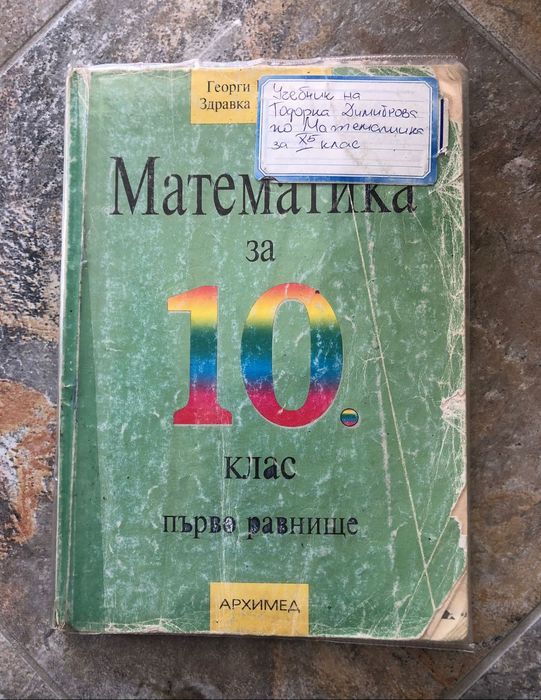 Георги
Здравка
Учебник на
Тодорка Димитрова
по Математика
за Xб клас
Математика
за
10.
клас
първо равнище
АРХИМЕД